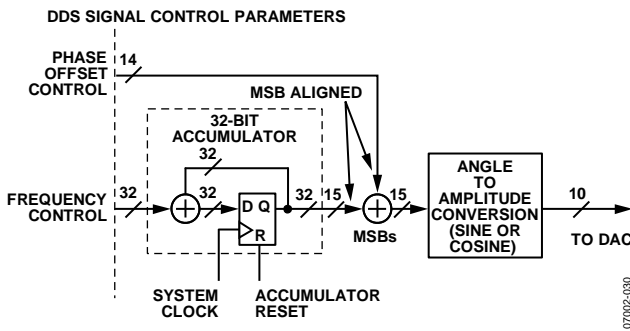 DDS SIGNAL CONTROL PARAMETERS
PHASE
OFFSET
CONTROL
14
MSB ALIGNED
32-BIT
ACCUMULATOR
32
FREQUENCY
CONTROL
32
32
D Q
R
32
15
15
MSBs
ANGLE
TO
AMPLITUDE
CONVERSION
(SINE OR
COSINE)
10
TO DAC
SYSTEM
CLOCK
ACCUMULATOR
RESET
07002-030